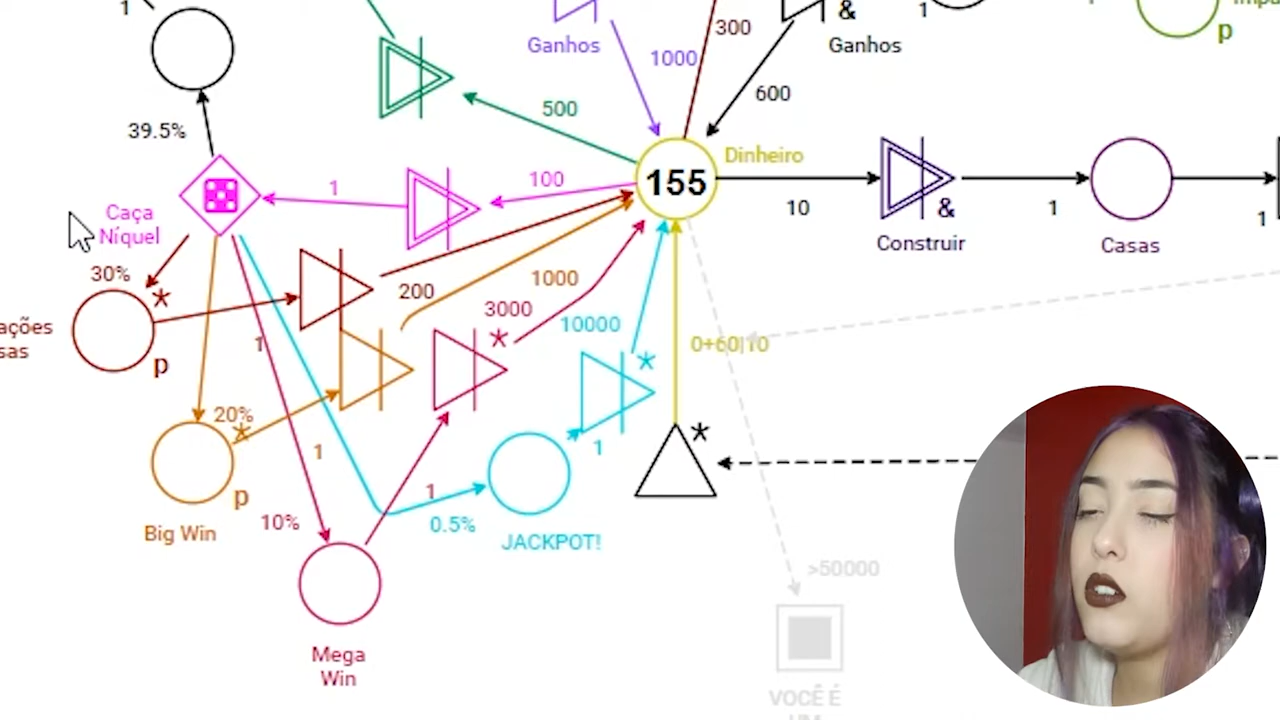 1
&
1
p
300
Ganhos
1000
Ganhos
600
500
39.5%
Dinheiro
155
100
1
10
&
1
1
Construir
Casas
Caça
Níquel
30%
*
ações
sas
p
200
1000
3000
*
10000
*
0+60|10
1
20%
*
1
1
1
*
p
Big Win
10%
0.5%
JACKPOT!
>50000
Mega
Win
VOCÊ É
UM